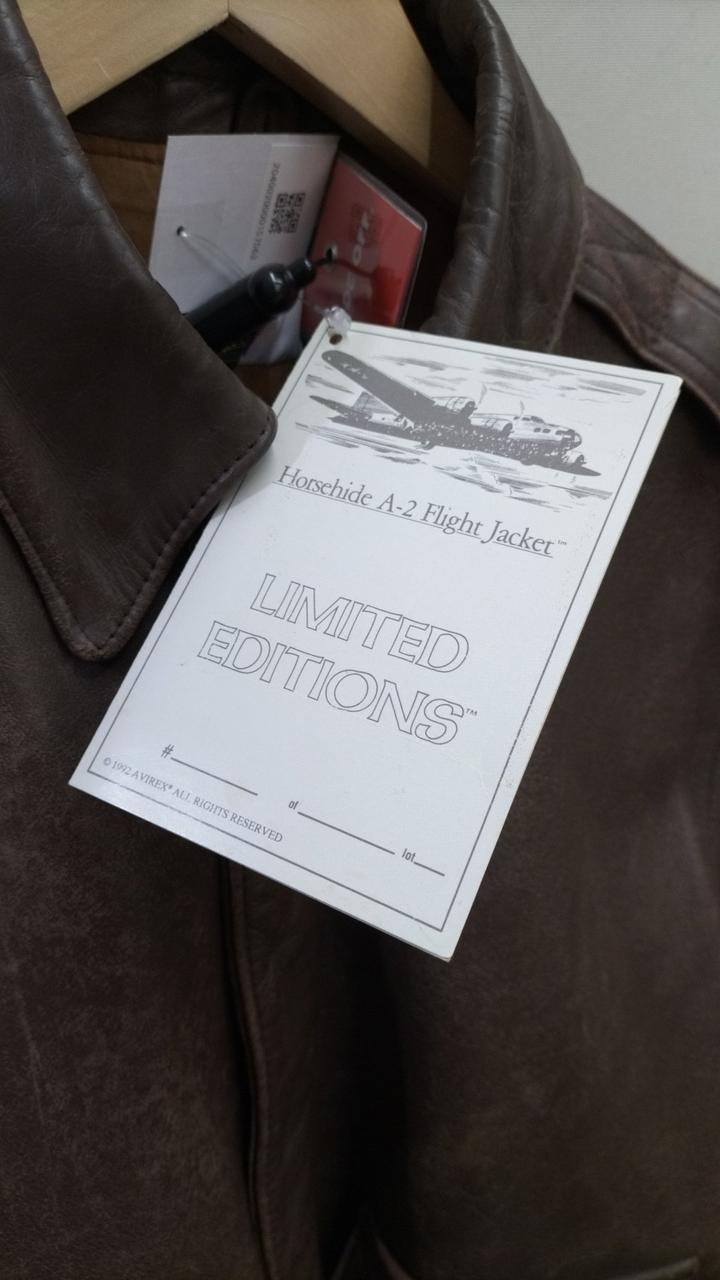 Horsehide A-2 Flight Jacket™
LIMITED
EDITIONS™
#
of
lot
© 1992 AVIREX® ALL RIGHTS RESERVED